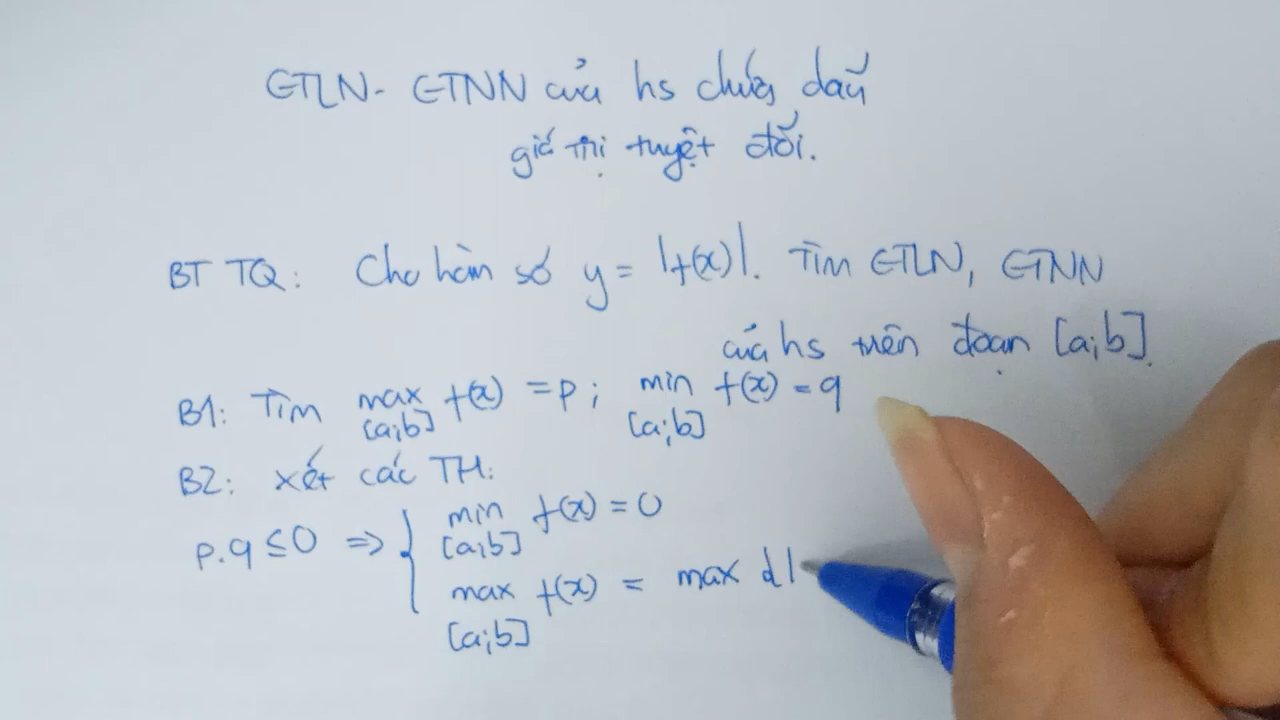 GTLN - GTNN của hs chứa dấu
giá trị tuyệt đối.
BT TQ: Cho hàm số y = |f(x)|. Tìm GTLN, GTNN
của hs trên đoạn [a;b].
B1: Tìm max f(x) = p; min f(x) = q
[a;b] [a;b]
B2: xét các TH:
p.q ≤ 0 => { min f(x) = 0
[a;b]
max f(x) = max {|
[a;b]